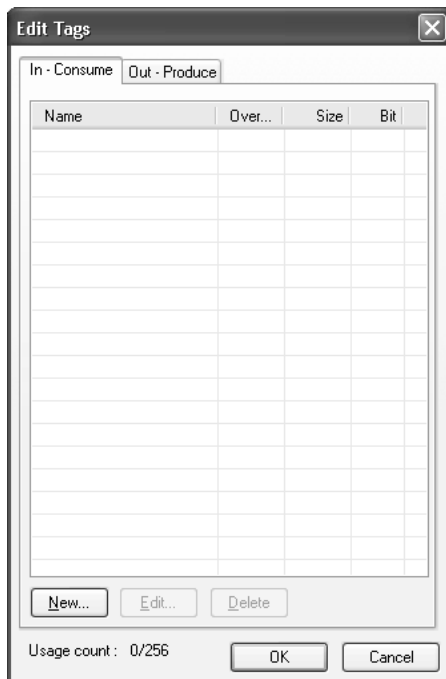 Edit Tags
In - Consume Out - Produce
Name Over... Size Bit
New... Edit... Delete
Usage count : 0/256 OK Cancel